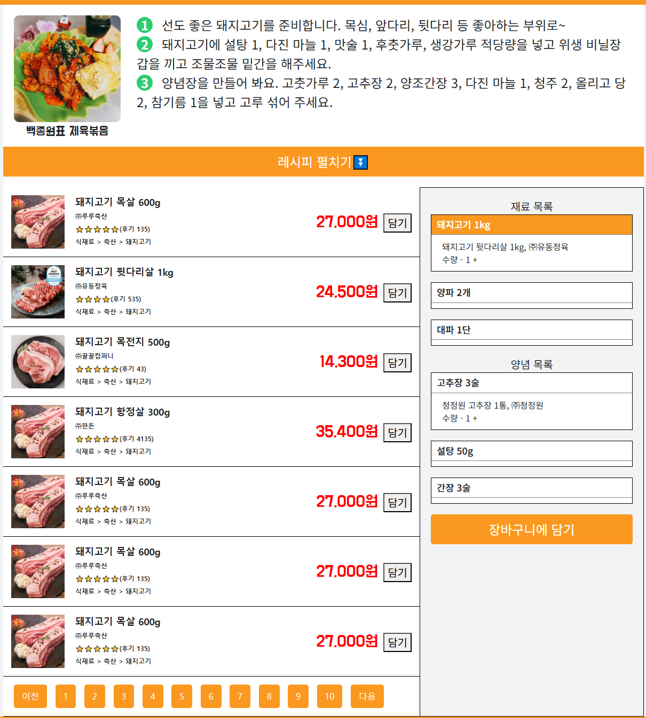 1 선도 좋은 돼지고기를 준비합니다. 목심, 앞다리, 뒷다리 등 좋아하는 부위로~
2 돼지고기에 설탕 1, 다진 마늘 1, 맛술 1, 후춧가루, 생강가루 적당량을 넣고 위생 비닐장
갑을 끼고 조물조물 밑간을 해주세요.
3 양념장을 만들어 봐요. 고춧가루 2, 고추장 2, 양조간장 3, 다진 마늘 1, 청주 2, 올리고 당
2, 참기름 1을 넣고 고루 섞어 주세요.
백종원표 제육볶음
레시피 펼치기
돼지고기 목살 600g
㈜루루축산
(후기 135)
식재료 > 축산 > 돼지고기
27,000원 담기
돼지고기 뒷다리살 1kg
㈜유동정육
(후기 535)
식재료 > 축산 > 돼지고기
24,500원 담기
돼지고기 목전지 500g
㈜꿀꿀컴퍼니
(후기 43)
식재료 > 축산 > 돼지고기
14,300원 담기
돼지고기 항정살 300g
㈜한돈
(후기 4135)
식재료 > 축산 > 돼지고기
35,400원 담기
돼지고기 목살 600g
㈜루루축산
(후기 135)
식재료 > 축산 > 돼지고기
27,000원 담기
돼지고기 목살 600g
㈜루루축산
(후기 135)
식재료 > 축산 > 돼지고기
27,000원 담기
돼지고기 목살 600g
㈜루루축산
(후기 135)
식재료 > 축산 > 돼지고기
27,000원 담기
이전 1 2 3 4 5 6 7 8 9 10 다음
재료 목록
돼지고기 1kg
돼지고기 뒷다리살 1kg, ㈜유동정육
수량 - 1 +
양파 2개
대파 1단
양념 목록
고추장 3술
청정원 고추장 1통, ㈜청정원
수량 - 1 +
설탕 50g
간장 3술
장바구니에 담기